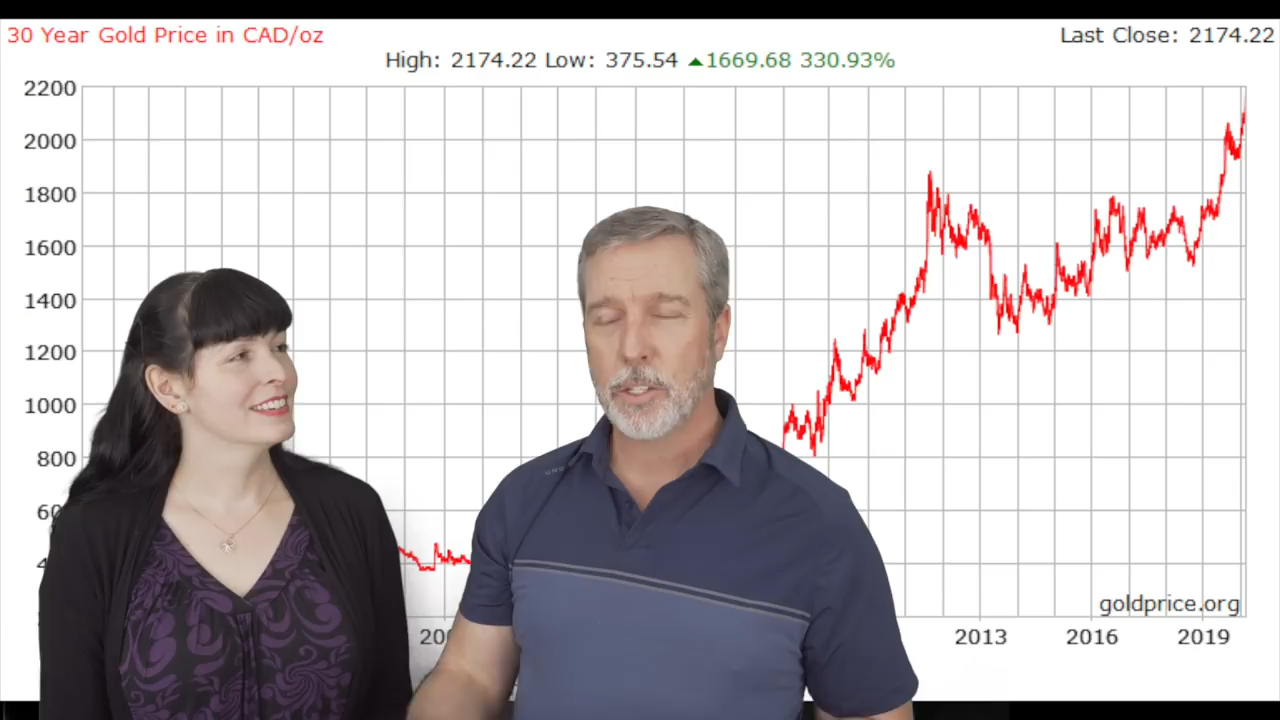 30 Year Gold Price in CAD/oz
Last Close: 2174.22
High: 2174.22 Low: 375.54 ▲1669.68 330.93%
2200
2000
1800
1600
1400
1200
1000
800
goldprice.org
2013 2016 2019